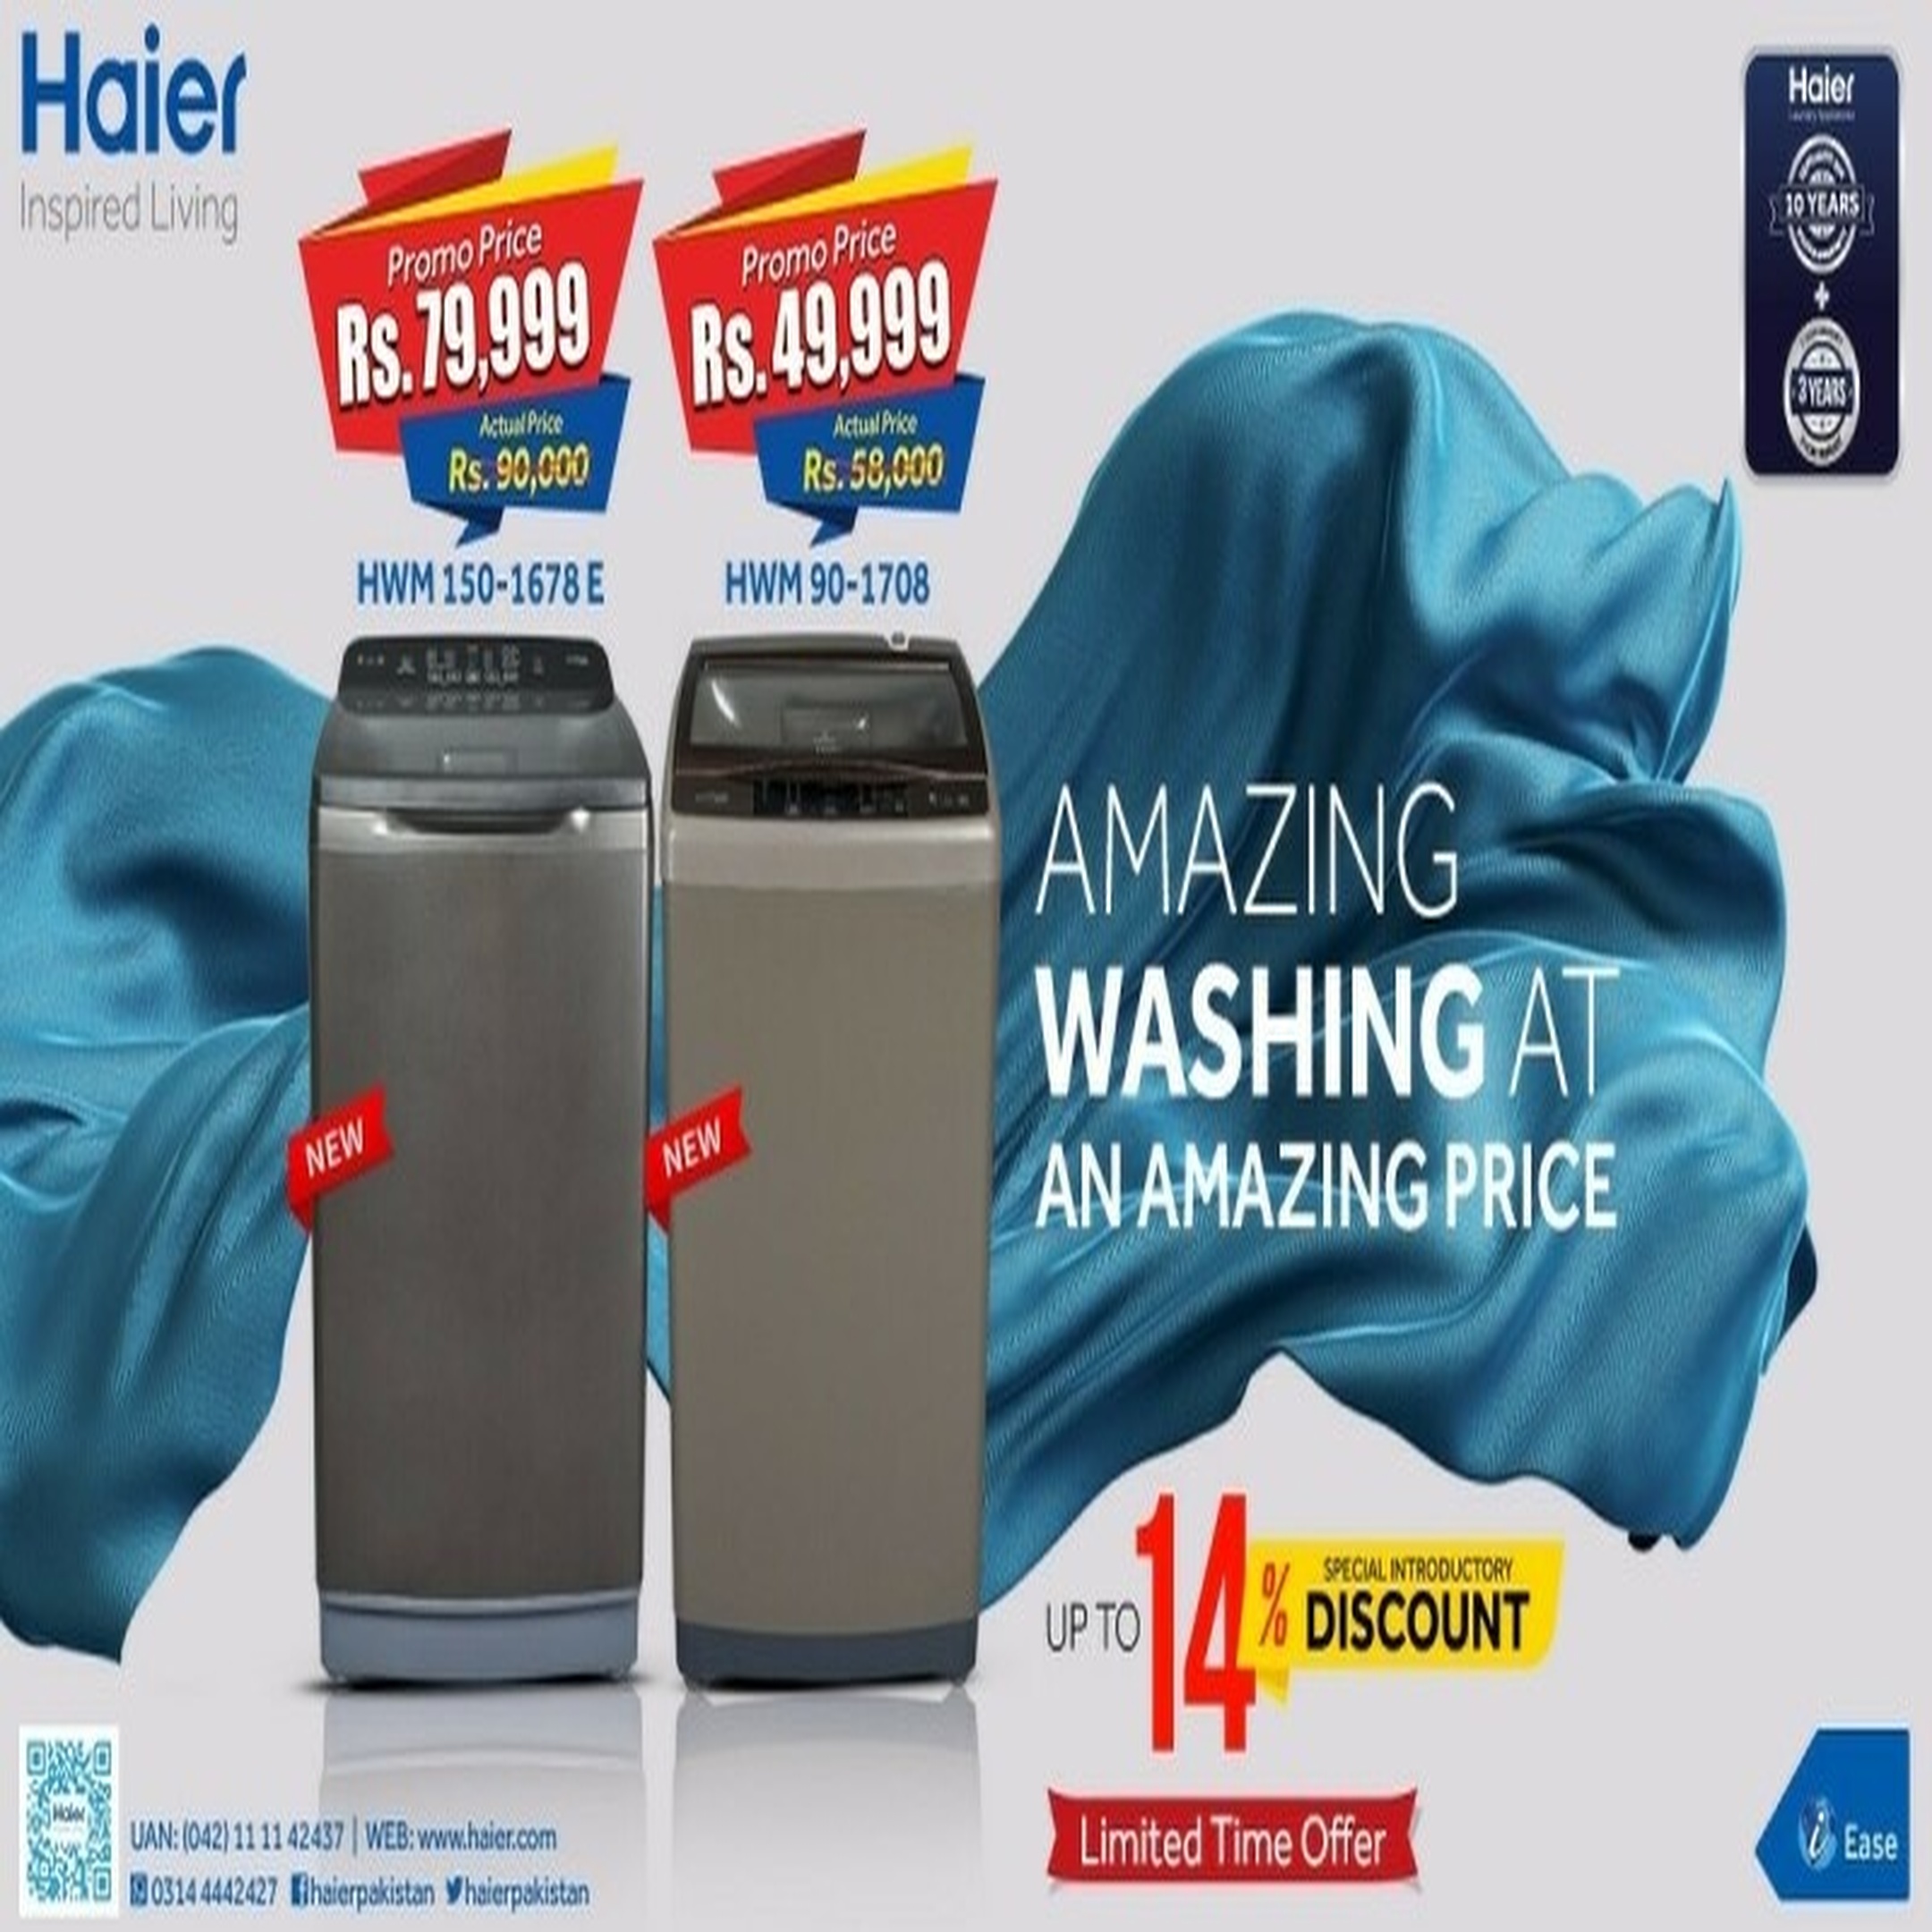 Haier
Inspired Living
Promo Price
Rs. 79,999
Actual Price
Rs. 90,000
HWM 150-1678 E
Promo Price
Rs. 49,999
Actual Price
Rs. 58,000
HWM 90-1708
Haier
10 YEARS
+
3 YEARS
AMAZING
WASHING AT
AN AMAZING PRICE
NEW
NEW
UP TO 14% SPECIAL INTRODUCTORY
DISCOUNT
Limited Time Offer
Haier
UAN: (042) 11 11 42437 | WEB: www.haier.com
0314 4442427 haierpakistan haierpakistan
i Ease